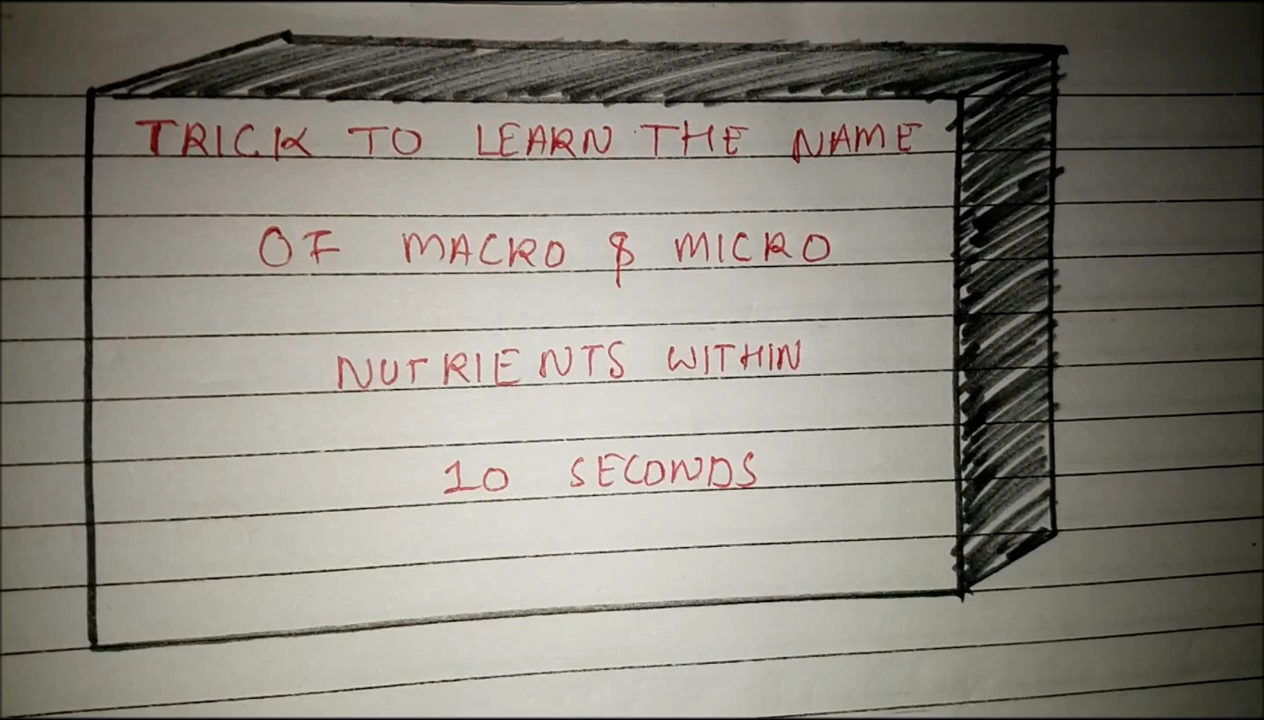 TRICK TO LEARN THE NAME
OF MACRO & MICRO
NUTRIENTS WITHIN
10 SECONDS